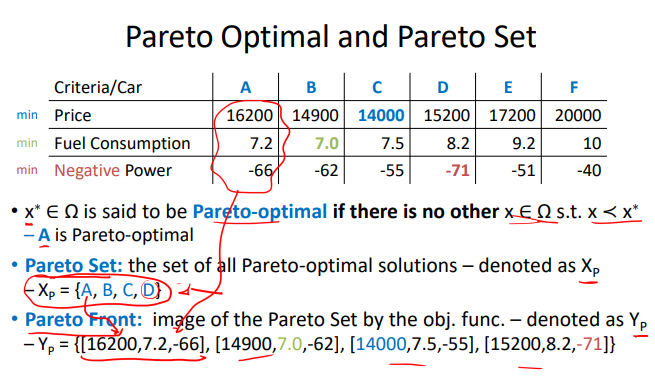 Pareto Optimal and Pareto Set
Criteria/Car A B C D E F
min Price 16200 14900 14000 15200 17200 20000
min Fuel Consumption 7.2 7.0 7.5 8.2 9.2 10
min Negative Power -66 -62 -55 -71 -51 -40
• x* ∈ Ω is said to be Pareto-optimal if there is no other x ∈ Ω s.t. x ≺ x*
– A is Pareto-optimal
• Pareto Set: the set of all Pareto-optimal solutions – denoted as X_P
– X_P = {A, B, C, D}
• Pareto Front: image of the Pareto Set by the obj. func. – denoted as Y_P
– Y_P = {[16200,7.2,-66], [14900,7.0,-62], [14000,7.5,-55], [15200,8.2,-71]}